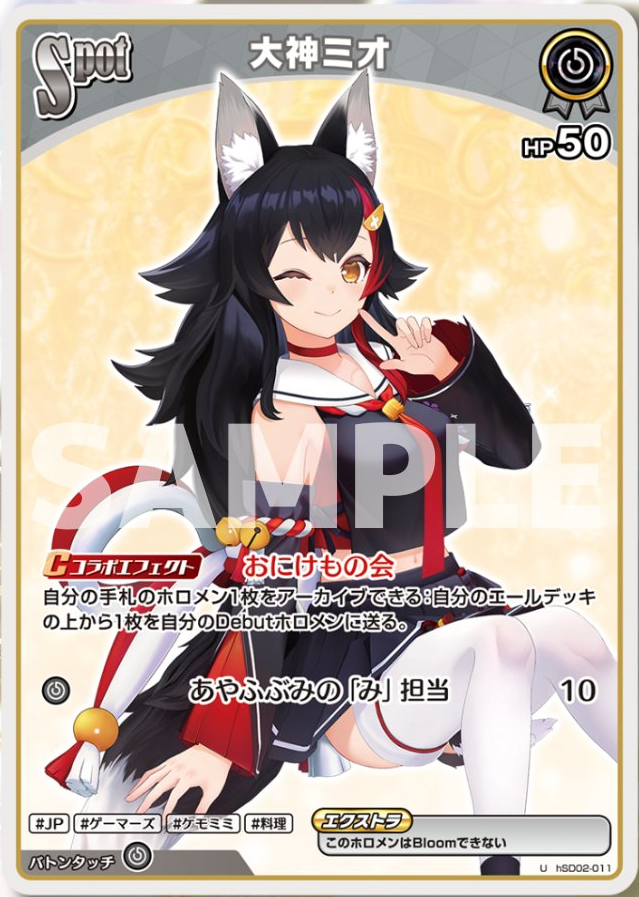 Spot
大神ミオ
HP50
SAMPLE
Cコラボエフェクト おにけもの会
自分の手札のホロメン1枚をアーカイブできる:自分のエールデッキ
の上から1枚を自分のDebutホロメンに送る。
あやふぶみの「み」担当 10
#JP #ゲーマーズ #ケモミミ #料理
エクストラ
このホロメンはBloomできない
バトンタッチ
U hSD02-011